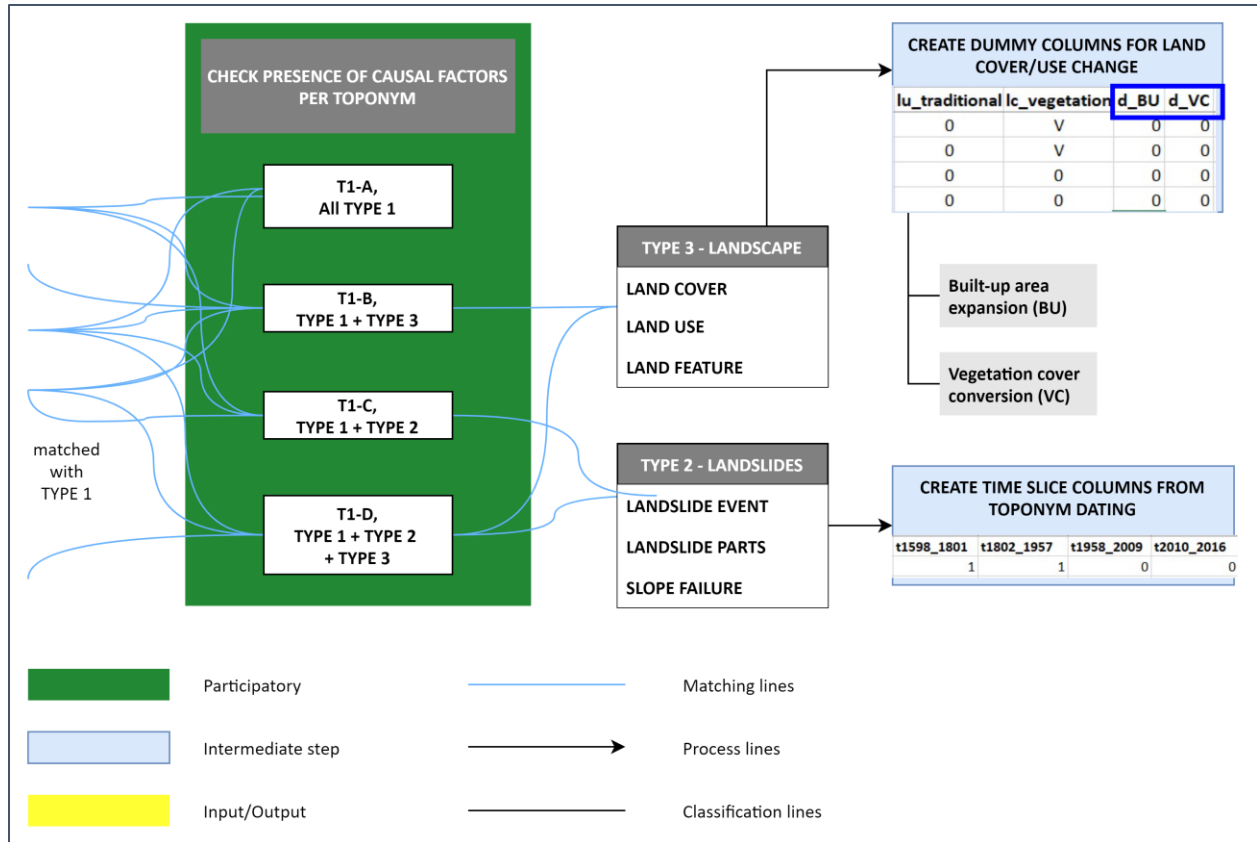 CHECK PRESENCE OF CAUSAL FACTORS
PER TOPONYM
T1-A,
All TYPE 1
T1-B,
TYPE 1 + TYPE 3
T1-C,
TYPE 1 + TYPE 2
T1-D,
TYPE 1 + TYPE 2
+ TYPE 3
matched
with
TYPE 1
TYPE 3 - LANDSCAPE
LAND COVER
LAND USE
LAND FEATURE
TYPE 2 - LANDSLIDES
LANDSLIDE EVENT
LANDSLIDE PARTS
SLOPE FAILURE
CREATE DUMMY COLUMNS FOR LAND
COVER/USE CHANGE
lu_traditional lc_vegetation d_BU d_VC
0 V 0 0
0 V 0 0
0 0 0 0
0 0 0 0
Built-up area
expansion (BU)
Vegetation cover
conversion (VC)
CREATE TIME SLICE COLUMNS FROM
TOPONYM DATING
t1598_1801 t1802_1957 t1958_2009 t2010_2016
1 1 0 0
Participatory
Matching lines
Intermediate step
Process lines
Input/Output
Classification lines